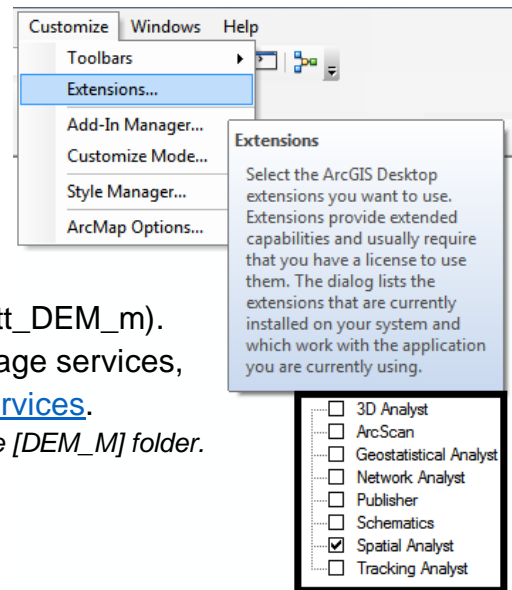 Customize Windows Help
Toolbars
Extensions...
Add-In Manager...
Customize Mode...
Style Manager...
ArcMap Options...
Extensions
Select the ArcGIS Desktop
extensions you want to use.
Extensions provide extended
capabilities and usually require
that you have a license to use
them. The dialog lists the
extensions that are currently
installed on your system and
which work with the application
you are currently using.
tt_DEM_m).
age services,
rvices.
e [DEM_M] folder.
3D Analyst
ArcScan
Geostatistical Analyst
Network Analyst
Publisher
Schematics
Spatial Analyst
Tracking Analyst